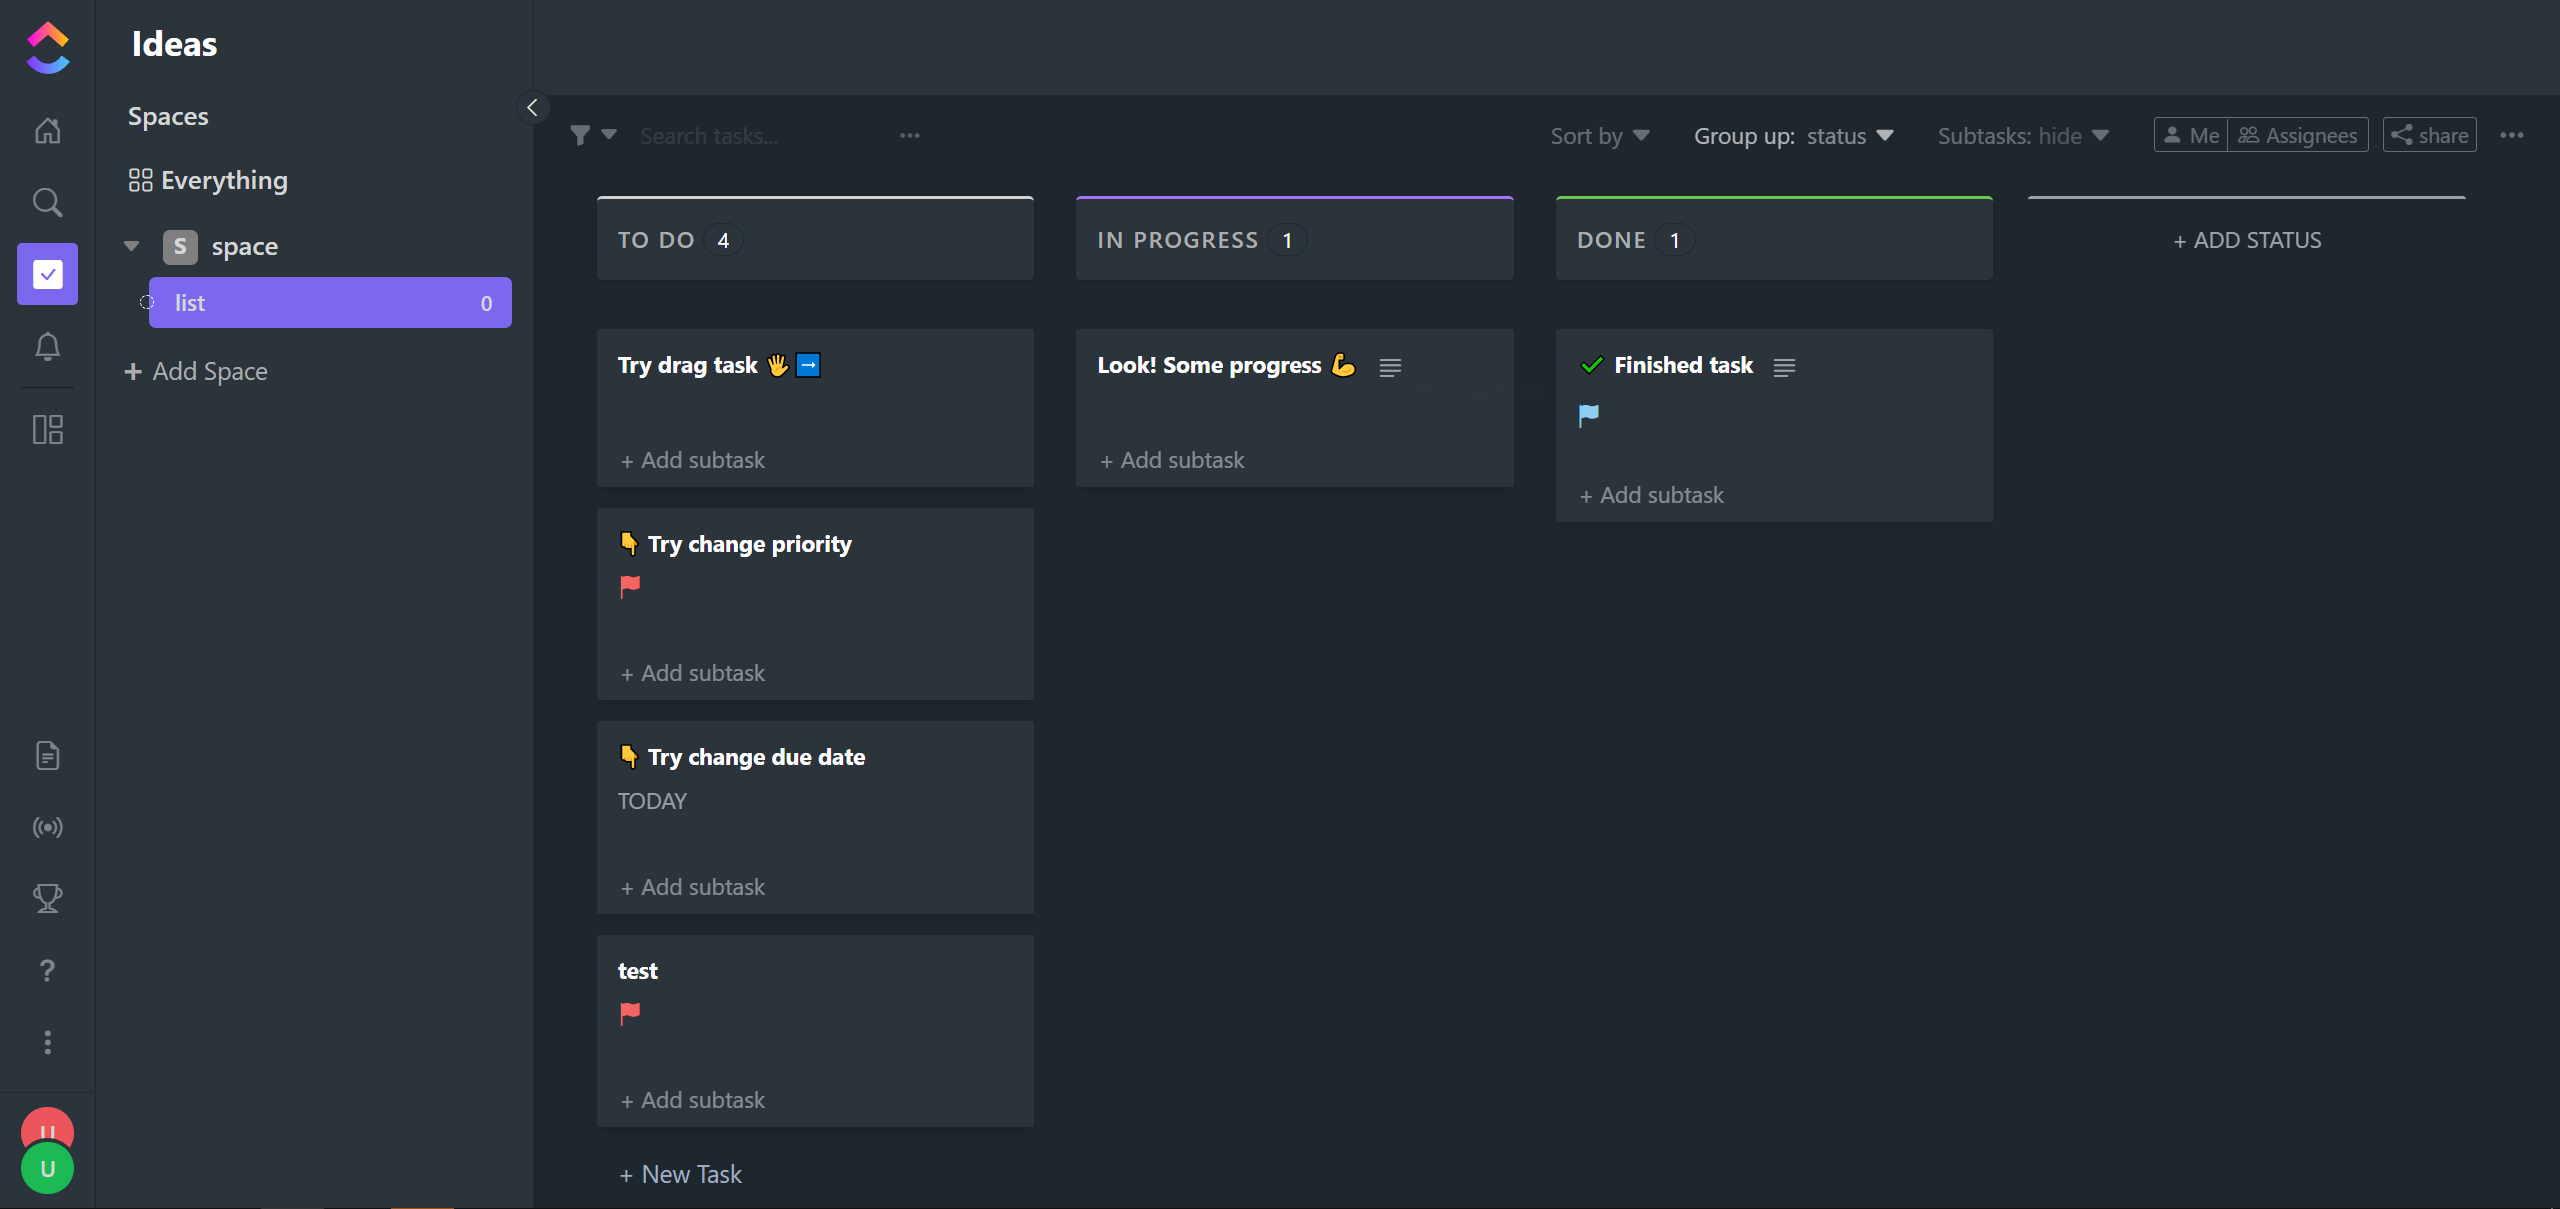 Ideas
Spaces
Everything
S space
list 0
+ Add Space
U
U
Search tasks...
Sort by
Group up: status
Subtasks: hide
Me
Assignees
share
TO DO 4
Try drag task 🖐️➡️
+ Add subtask
👇 Try change priority
+ Add subtask
👇 Try change due date
TODAY
+ Add subtask
test
+ Add subtask
+ New Task
IN PROGRESS 1
Look! Some progress 💪
+ Add subtask
DONE 1
✔️ Finished task
+ Add subtask
+ ADD STATUS